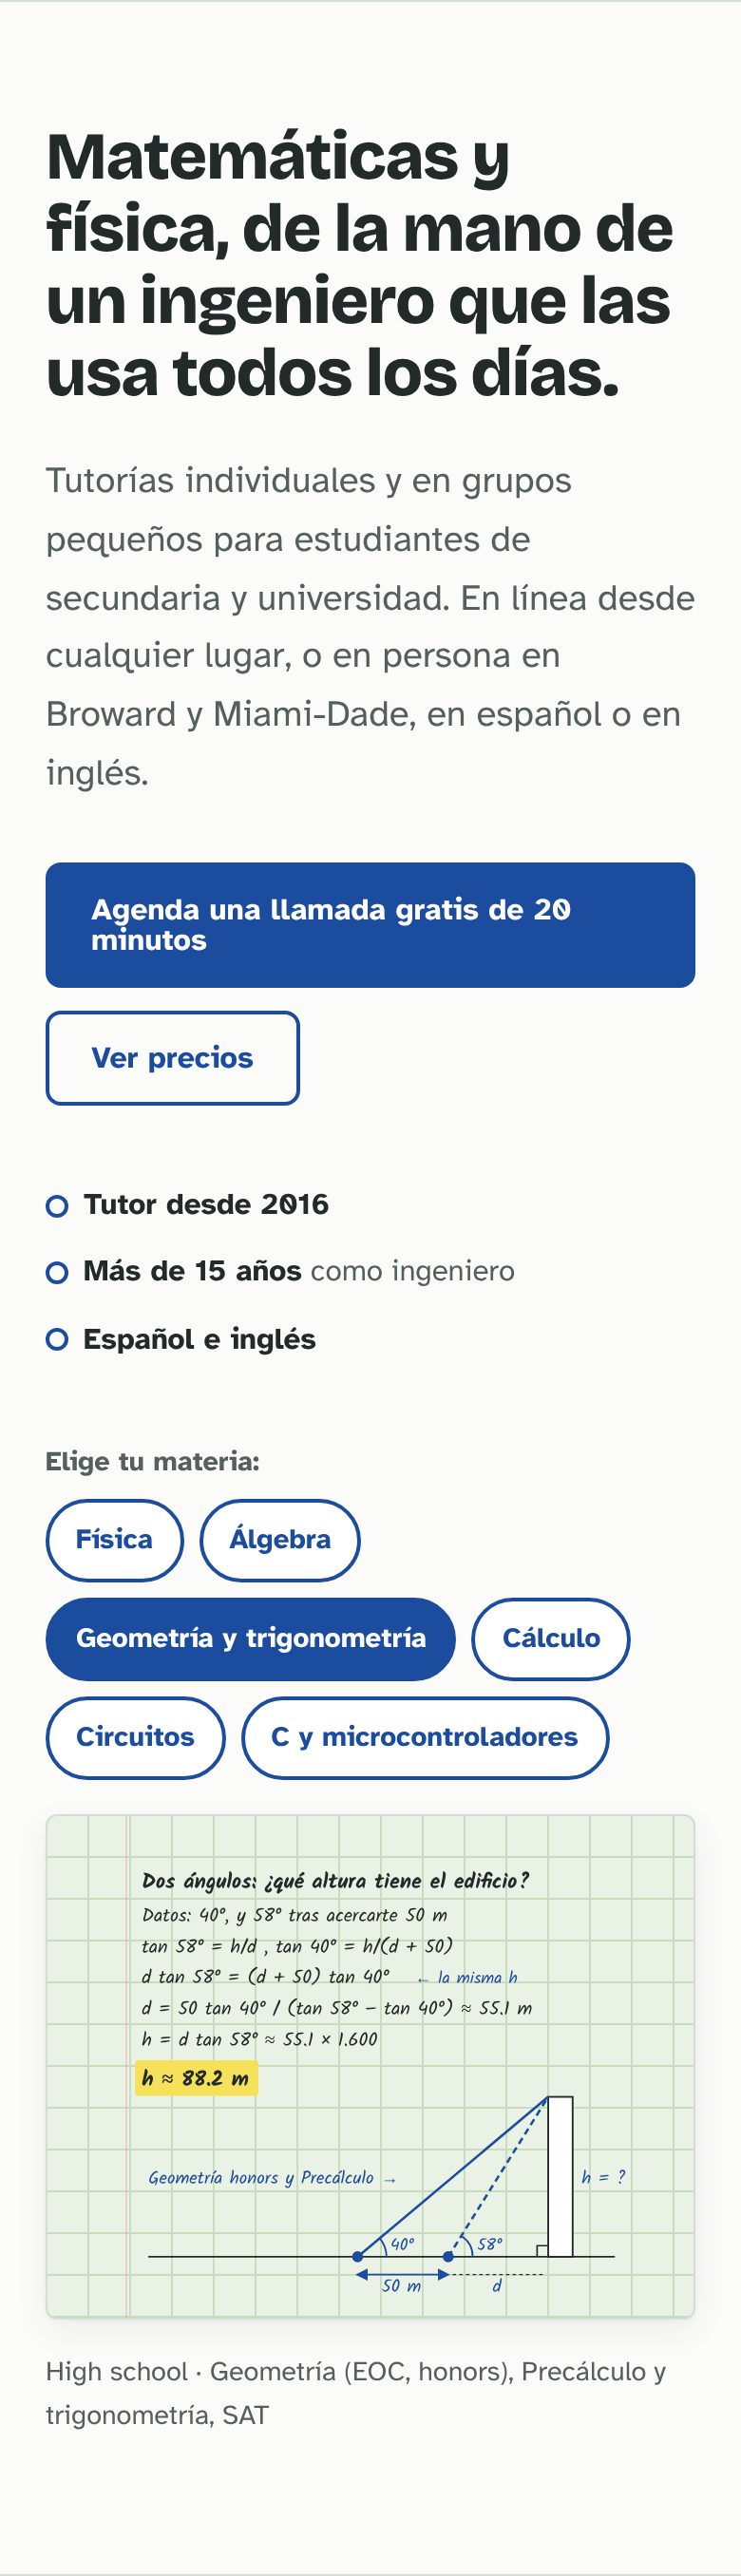 Matemáticas y
física, de la mano de
un ingeniero que las
usa todos los días.
Tutorías individuales y en grupos
pequeños para estudiantes de
secundaria y universidad. En línea desde
cualquier lugar, o en persona en
Broward y Miami-Dade, en español o en
inglés.
Agenda una llamada gratis de 20
minutos
Ver precios
Tutor desde 2016
Más de 15 años como ingeniero
Español e inglés
Elige tu materia:
Física Álgebra
Geometría y trigonometría Cálculo
Circuitos C y microcontroladores
Dos ángulos: ¿qué altura tiene el edificio?
Datos: 40°, y 58° tras acercarte 50 m
tan 58° = h/d , tan 40° = h/(d + 50)
d tan 58° = (d + 50) tan 40° ← la misma h
d = 50 tan 40° / (tan 58° − tan 40°) ≈ 55.1 m
h = d tan 58° ≈ 55.1 × 1.600
h ≈ 88.2 m
Geometría honors y Precálculo → h = ?
40° 58°
50 m d
High school · Geometría (EOC, honors), Precálculo y
trigonometría, SAT